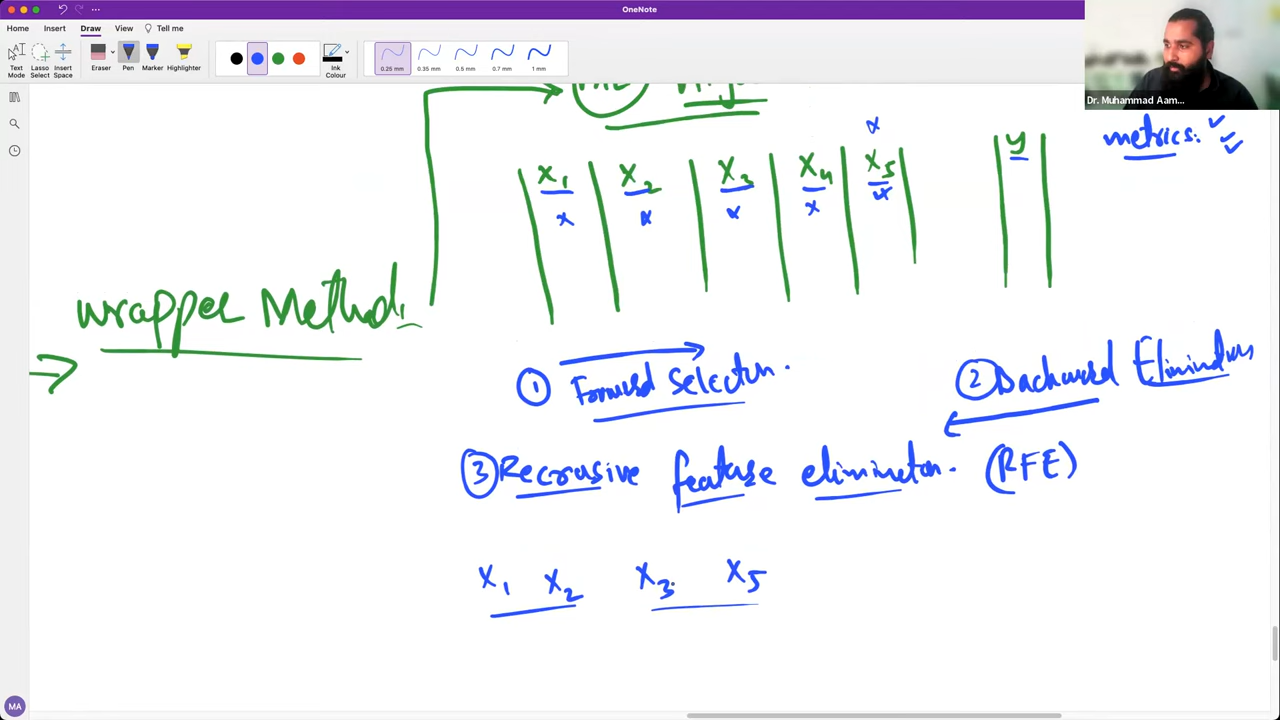 OneNote
Home Insert Draw View Tell me
Text Mode
Lasso Select
Insert Space
Eraser
Pen
Marker
Highlighter
0.25 mm
0.35 mm
0.5 mm
0.7 mm
1 mm
Ink Colour
Dr. Muhammad Aam...
metrics:
x
X1 X2 X3 X4 X5 y
x x x x x
Wrapper Method
① Forward Selection.
② Backward Elimination
③ Recrusive feature elimination. (RFE)
X1 X2 X3 X5
MA